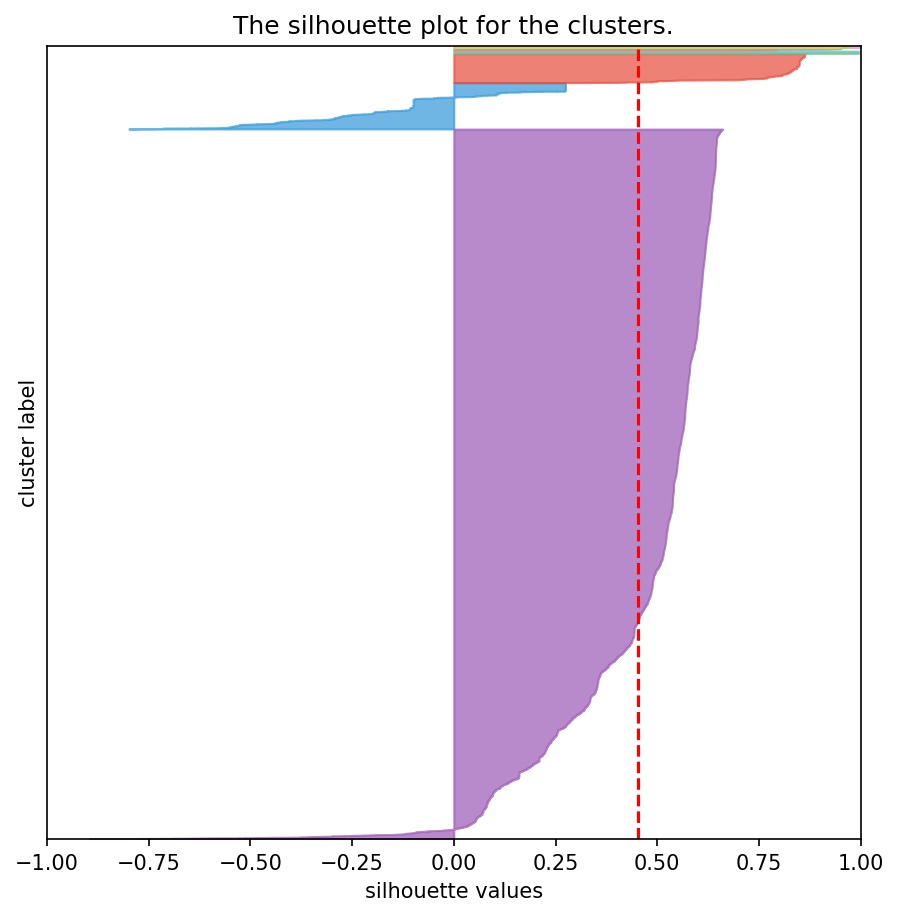 The silhouette plot for the clusters.
cluster label
−1.00 −0.75 −0.50 −0.25 0.00 0.25 0.50 0.75 1.00
silhouette values